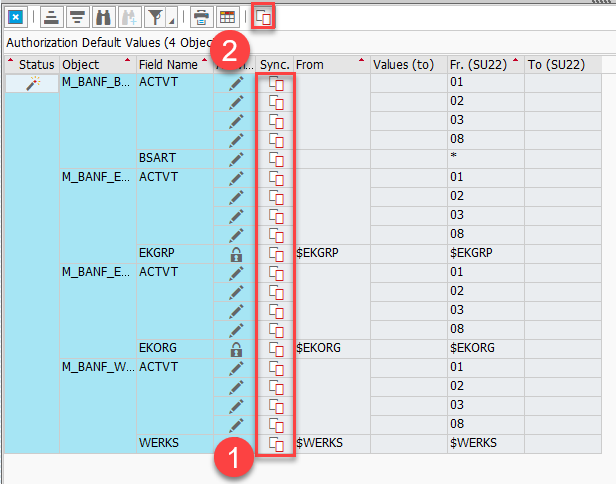 Authorization Default Values (4 Objec
2
Status Object Field Name Sync. From Values (to) Fr. (SU22) To (SU22)
M_BANF_B... ACTVT 01
02
03
08
BSART *
M_BANF_E... ACTVT 01
02
03
08
EKGRP $EKGRP $EKGRP
M_BANF_E... ACTVT 01
02
03
08
EKORG $EKORG $EKORG
M_BANF_W... ACTVT 01
02
03
08
WERKS $WERKS $WERKS
1